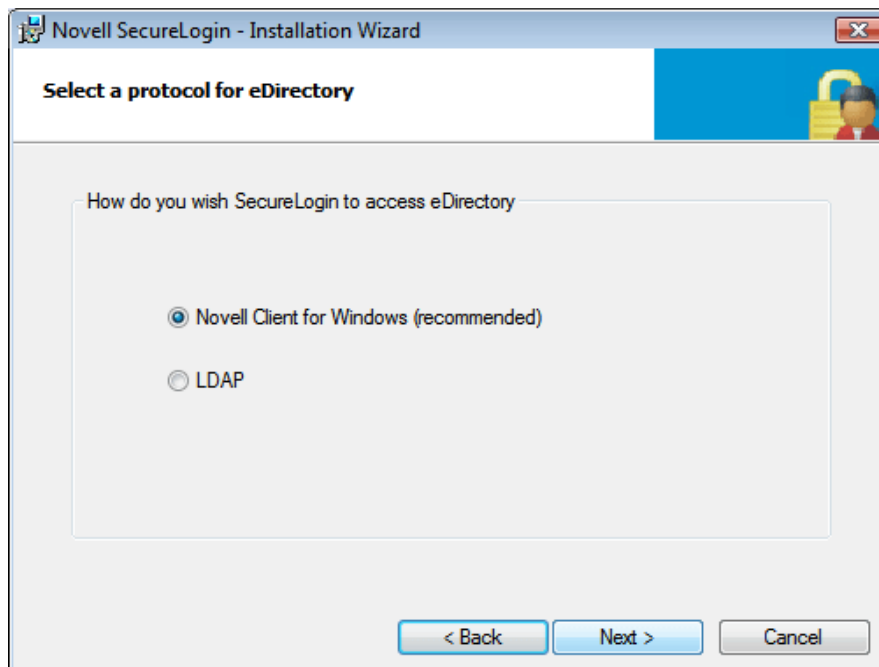 Novell SecureLogin - Installation Wizard
Select a protocol for eDirectory
How do you wish SecureLogin to access eDirectory
Novell Client for Windows (recommended)
LDAP
< Back
Next >
Cancel